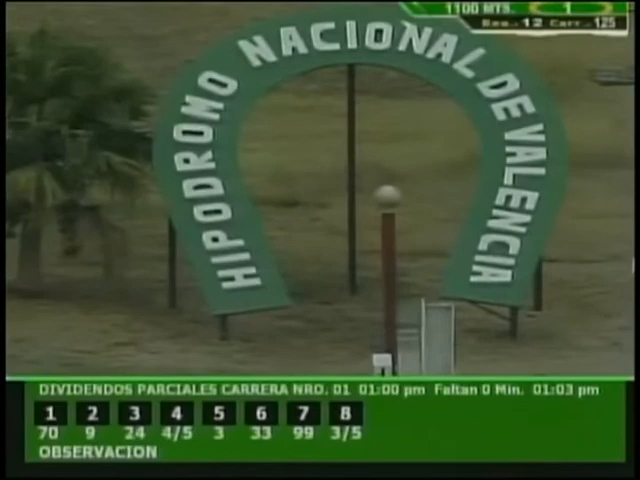 1100 MTS. 1
Reu.. 12 Carr.. 125
HIPODROMO NACIONAL DE VALENCIA
DIVIDENDOS PARCIALES CARRERA NRO. 01 01:00 pm Faltan 0 Min. 01:03 pm
1 2 3 4 5 6 7 8
70 9 24 4/5 3 33 99 3/5
OBSERVACION